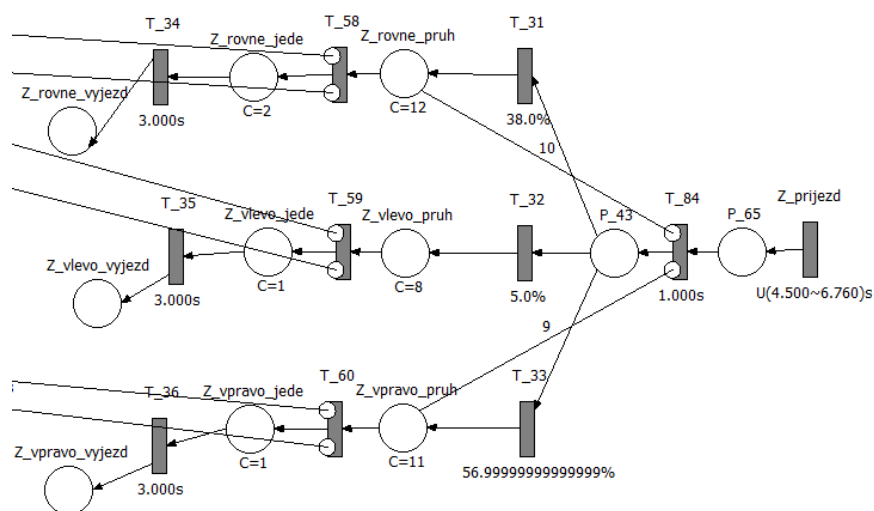 T_34
T_58
Z_rovne_jede
Z_rovne_pruh
T_31
Z_rovne_vyjezd
3.000s
C=2
C=12
38.0%
10
T_35
Z_vlevo_jede
T_59
Z_vlevo_pruh
T_32
P_43
T_84
P_65
Z_prijezd
Z_vlevo_vyjezd
3.000s
C=1
C=8
5.0%
1.000s
U(4.500~6.760)s
9
T_36
Z_vpravo_jede
T_60
Z_vpravo_pruh
T_33
Z_vpravo_vyjezd
3.000s
C=1
C=11
56.99999999999999%